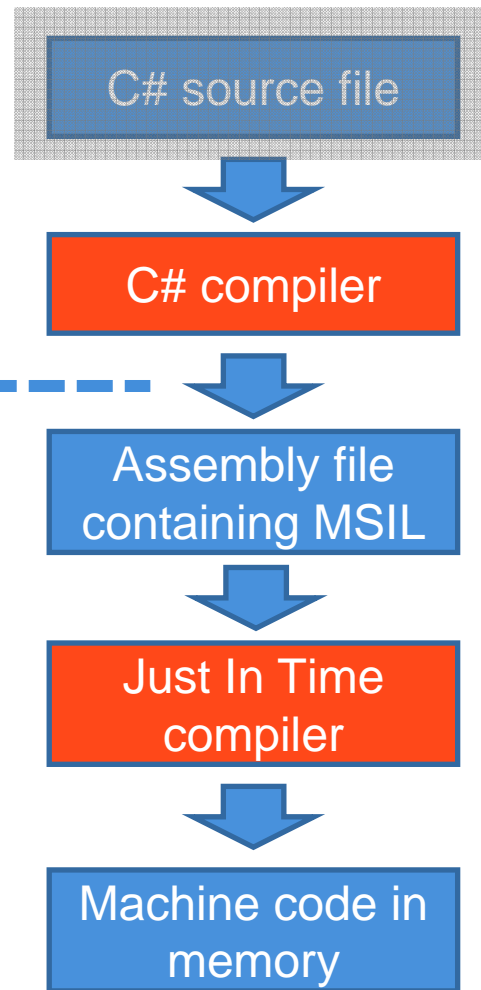 C# source file
C# compiler
Assembly file
containing MSIL
Just In Time
compiler
Machine code in
memory